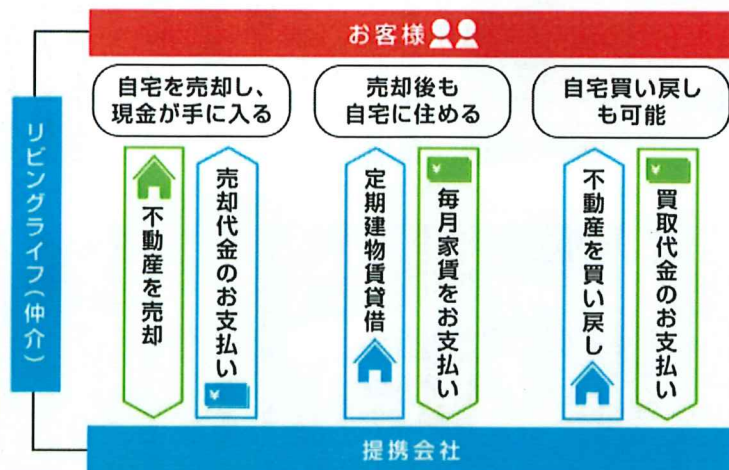 お客様
リビングライフ（仲介）
自宅を売却し、
現金が手に入る
売却後も
自宅に住める
自宅買い戻し
も可能
不動産を売却
売却代金のお支払い
¥
定期建物賃貸借
¥
毎月家賃をお支払い
不動産を買い戻し
¥
買取代金のお支払い
提携会社